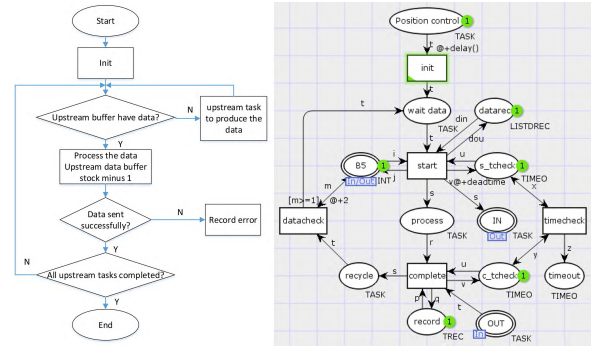 Start
Init
Upstream buffer have data?
N
upstream task
to produce the
data
Y
Process the data
Upstream data buffer
stock minus 1
Data sent
successfully?
N
Record error
Y
N
All upstream tasks completed?
Y
End
Position control
1
TASK
t
@+delay()
init
t
wait data
TASK
datarec
1
LISTDREC
t
din
dou
t
B5
1
In/Out
INT
i
j
start
u
s_tcheck
1
TIMEO
v@+deadtime
x
m
[m>=1]
@+2
datacheck
s
s
process
TASK
IN
Out
TASK
timecheck
r
y
z
t
recycle
TASK
s
complete
u
v
c_tcheck
1
TIMEO
timeout
TIMEO
p
q
t
record
1
TREC
OUT
In
TASK